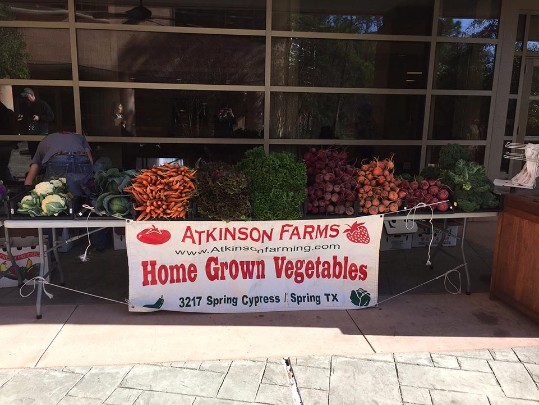 ATKINSON FARMS
www.AtkinsonFarming.com
Home Grown Vegetables
3217 Spring Cypress / Spring TX